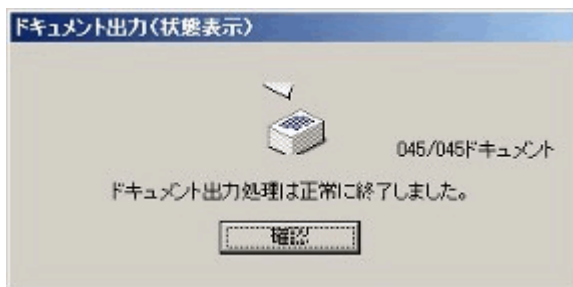 ドキュメント出力(状態表示)
045/045ドキュメント
ドキュメント出力処理は正常に終了しました。
確認